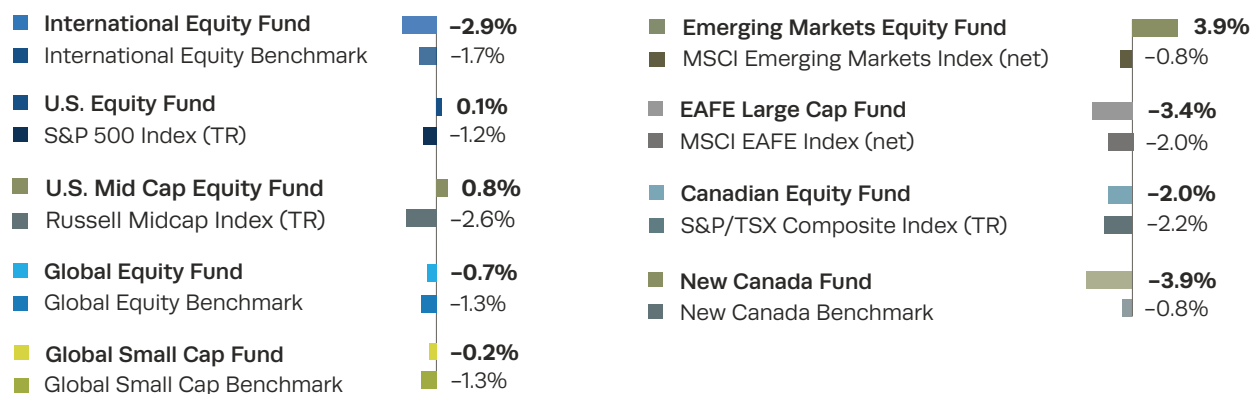 International Equity Fund –2.9%
International Equity Benchmark –1.7%
U.S. Equity Fund 0.1%
S&P 500 Index (TR) –1.2%
U.S. Mid Cap Equity Fund 0.8%
Russell Midcap Index (TR) –2.6%
Global Equity Fund –0.7%
Global Equity Benchmark –1.3%
Global Small Cap Fund –0.2%
Global Small Cap Benchmark –1.3%
Emerging Markets Equity Fund 3.9%
MSCI Emerging Markets Index (net) –0.8%
EAFE Large Cap Fund –3.4%
MSCI EAFE Index (net) –2.0%
Canadian Equity Fund –2.0%
S&P/TSX Composite Index (TR) –2.2%
New Canada Fund –3.9%
New Canada Benchmark –0.8%